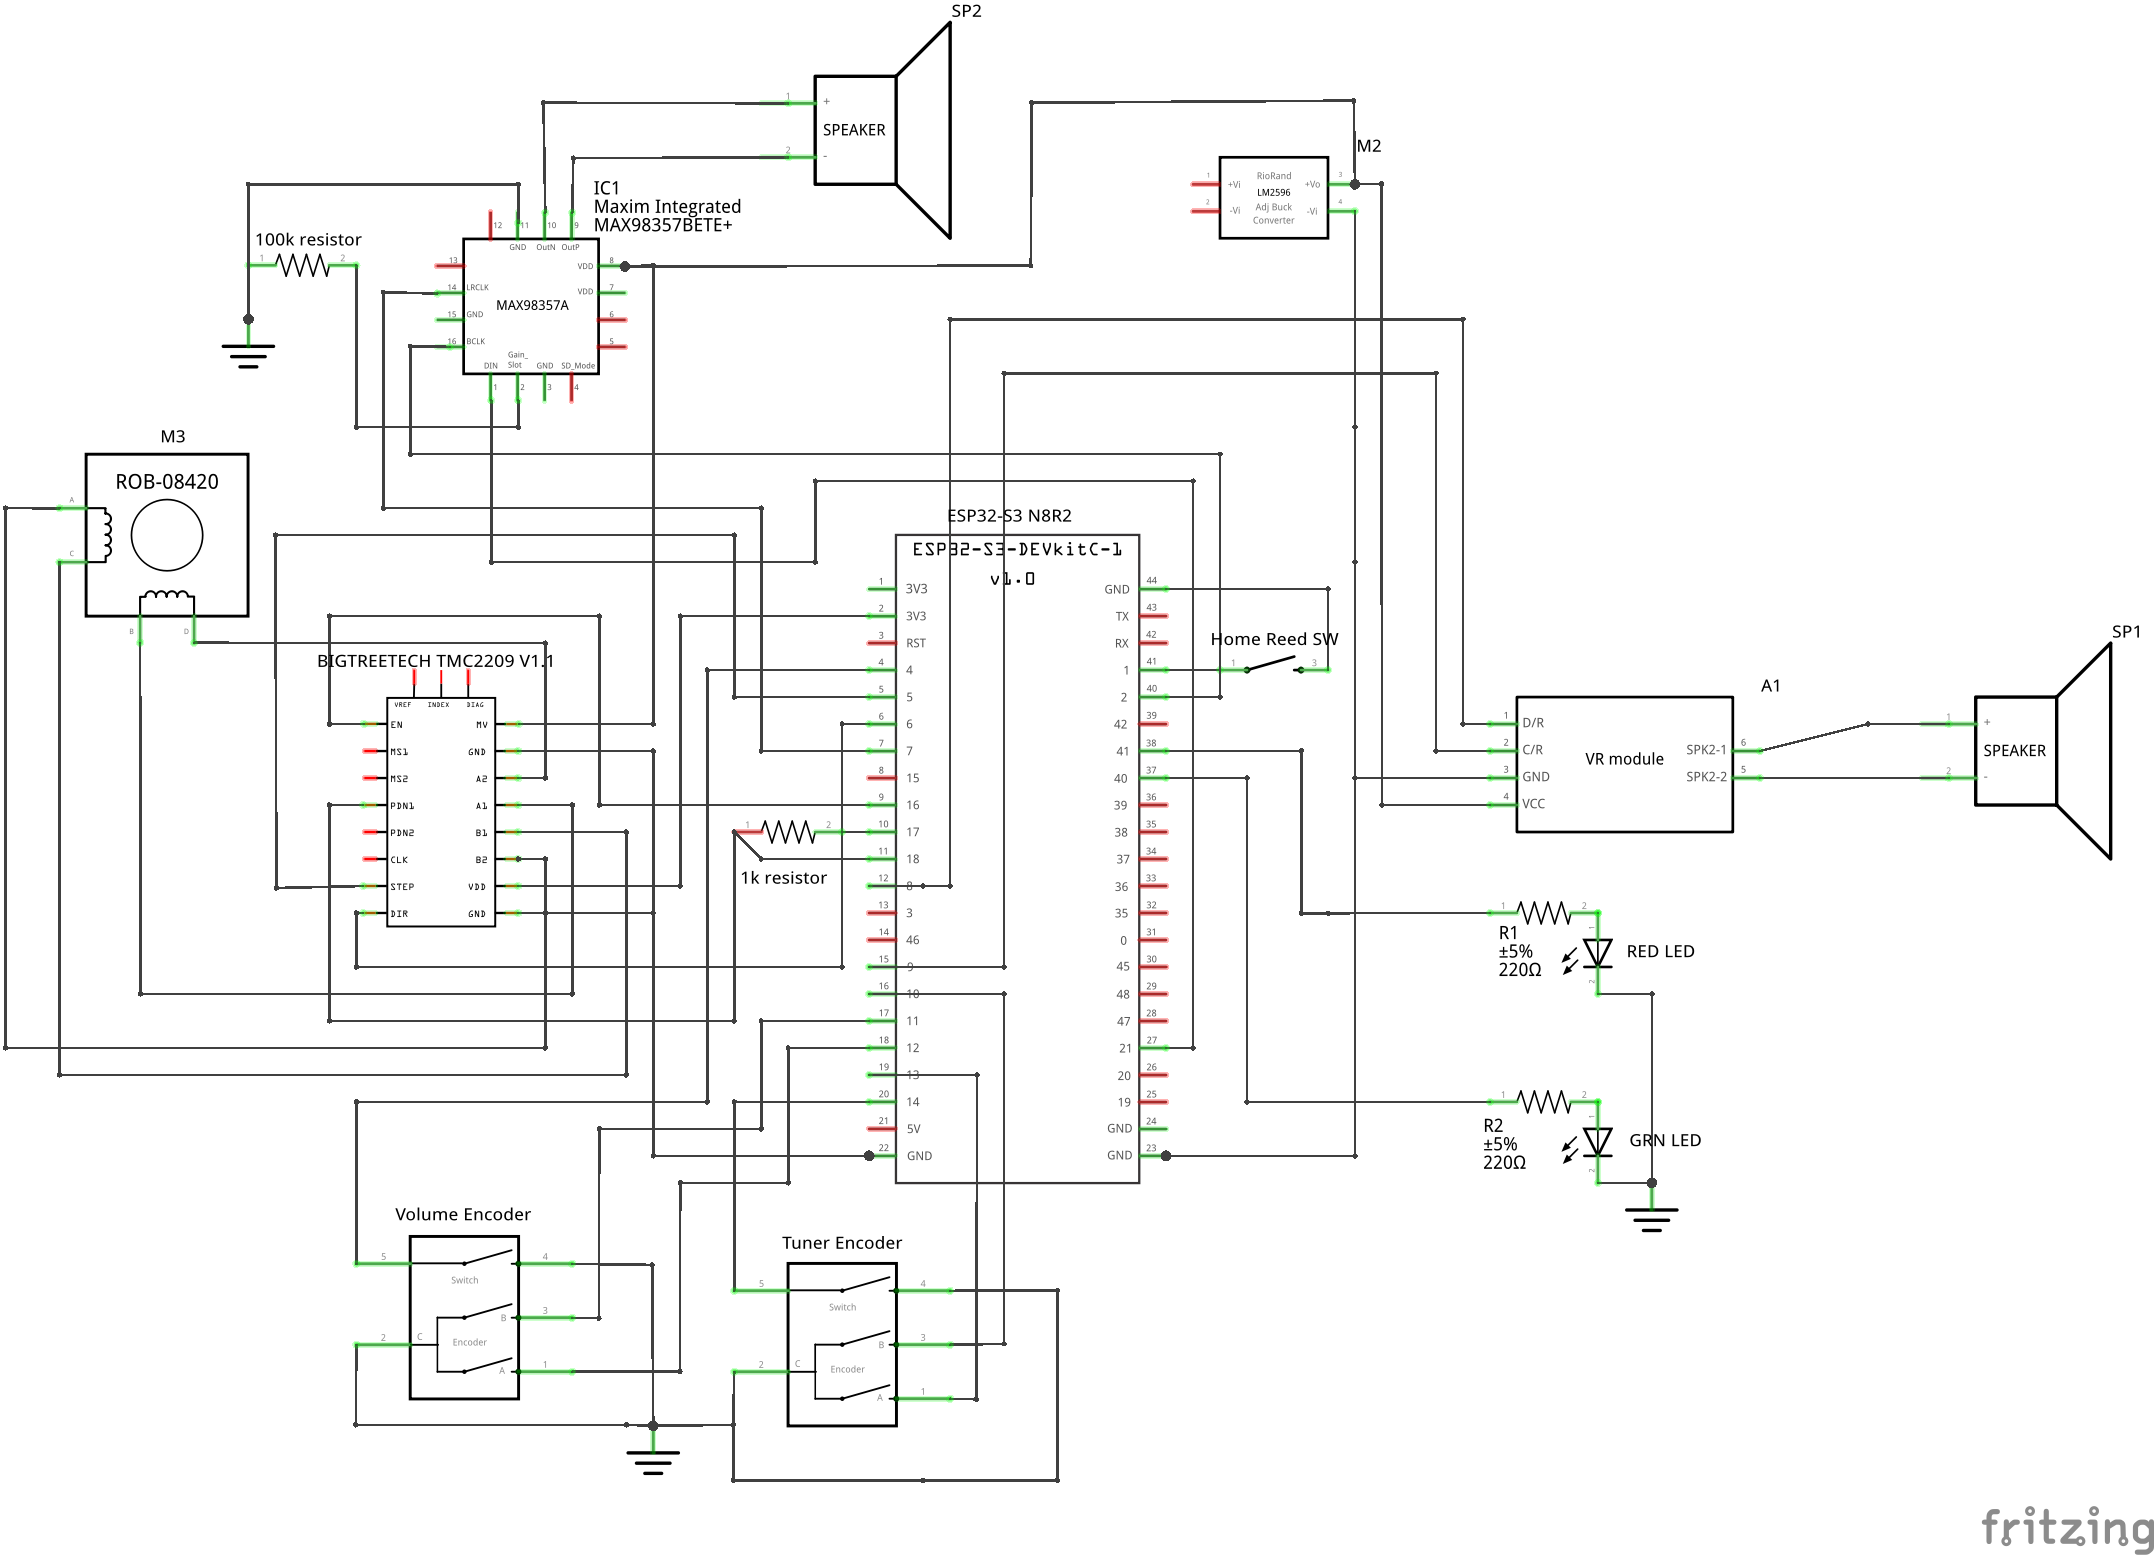 SP2
1
+
SPEAKER
2
-
M2
RioRand
LM2596
Adj Buck
Converter
1
+Vi
+Vo
3
2
-Vi
-Vi
4
IC1
Maxim Integrated
MAX98357BETE+
100k resistor
1
2
12
11
10
9
GND
OutN
OutP
13
VDD
8
14
LRCLK
VDD
7
MAX98357A
15
GND
6
16
BCLK
5
DIN
Gain_
Slot
GND
SD_Mode
1
2
3
4
M3
ROB-08420
A
C
B
D
BIGTREETECH TMC2209 V1.1
VREF
INDEX
DIAG
EN
MV
MS1
GND
MS2
A2
PDN1
A1
PDN2
B1
CLK
B2
STEP
VDD
DIR
GND
ESP32-S3 N8R2
ESP32-S3-DEVkitC-1
v1.0
1 3V3
2 3V3
3 RST
4 4
5 5
6 6
7 7
8 15
9 16
10 17
11 18
12 8
13 3
14 46
15 9
16 10
17 11
18 12
19 13
20 14
21 5V
22 GND
GND 44
TX 43
RX 42
1 41
2 40
42 39
41 38
40 37
39 36
38 35
37 34
36 33
35 32
0 31
45 30
48 29
47 28
21 27
20 26
19 25
GND 24
GND 23
Home Reed SW
1
3
1
2
1k resistor
SP1
A1
1 D/R
2 C/R
3 GND
4 VCC
VR module
SPK2-1 6
SPK2-2 5
1
+
SPEAKER
2
-
1
2
R1
±5%
220Ω
1
2
RED LED
1
2
R2
±5%
220Ω
1
2
GRN LED
Volume Encoder
5
4
Switch
3
B
2
C
Encoder
A
1
Tuner Encoder
5
4
Switch
3
B
2
C
Encoder
A
1
fritzing